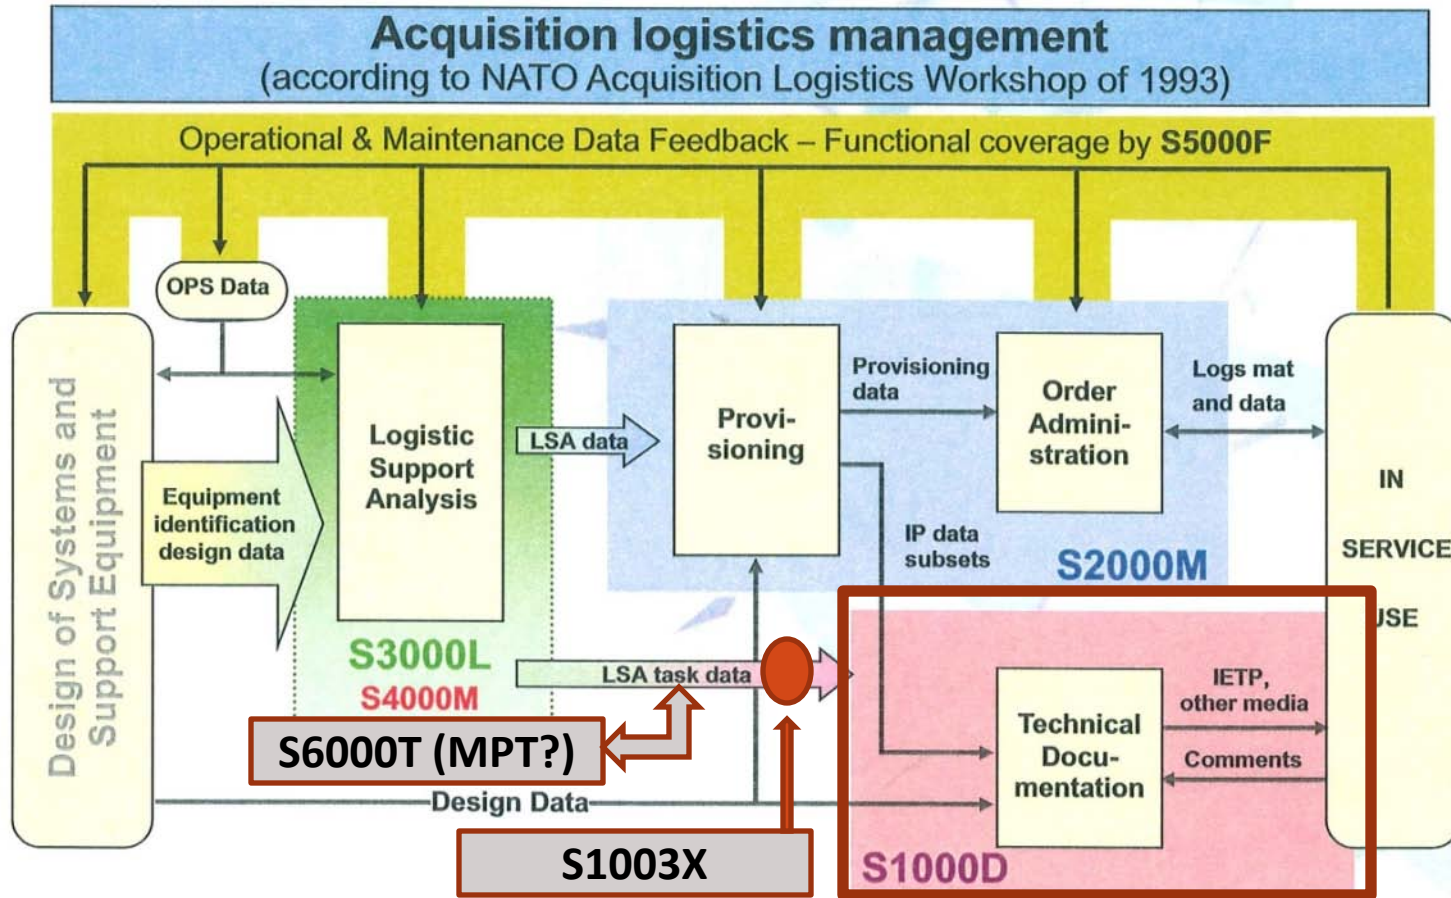 Acquisition logistics management
(according to NATO Acquisition Logistics Workshop of 1993)
Operational & Maintenance Data Feedback – Functional coverage by S5000F
OPS Data
Design of Systems and
Support Equipment
Equipment
identification
design data
Logistic
Support
Analysis
S3000L
S4000M
LSA data
Provi-
sioning
Provisioning
data
Order
Admini-
stration
Logs mat
and data
IP data
subsets
S2000M
IN
SERVICE
USE
LSA task data
S6000T (MPT?)
Design Data
S1003X
Technical
Docu-
mentation
IETP,
other media
Comments
S1000D